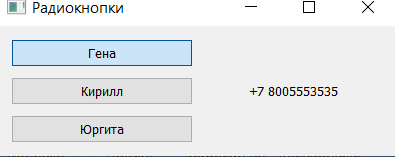 Радиокнопки
Гена
Кирилл
+7 8005553535
Юргита